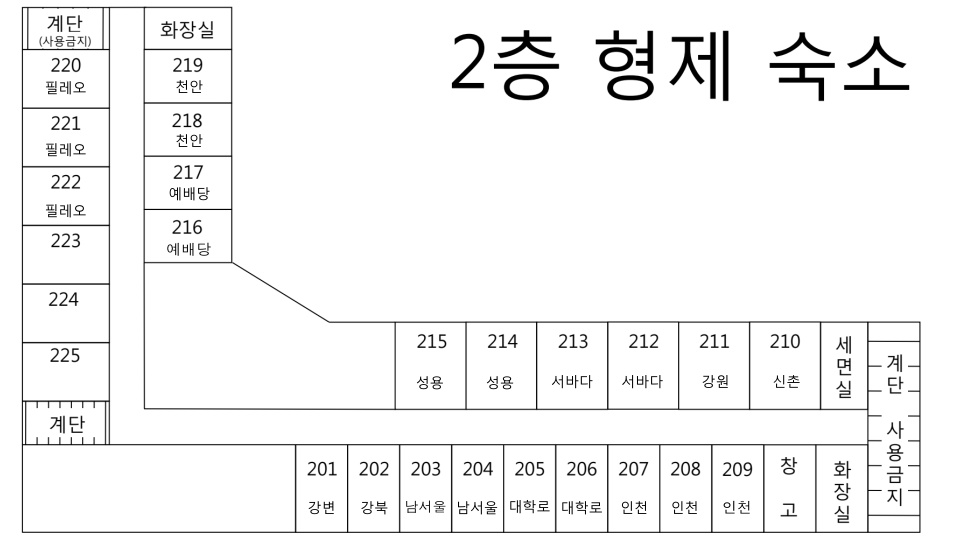 2층 형제 숙소
계단
(사용금지)
220
필레오
221
필레오
222
필레오
223
224
225
계단
화장실
219
천안
218
천안
217
예배당
216
예배당
215
성용
214
성용
213
서바다
212
서바다
211
강원
210
신촌
세면실
계단 사용금지
201
강변
202
강북
203
남서울
204
남서울
205
대학로
206
대학로
207
인천
208
인천
209
인천
창고
화장실